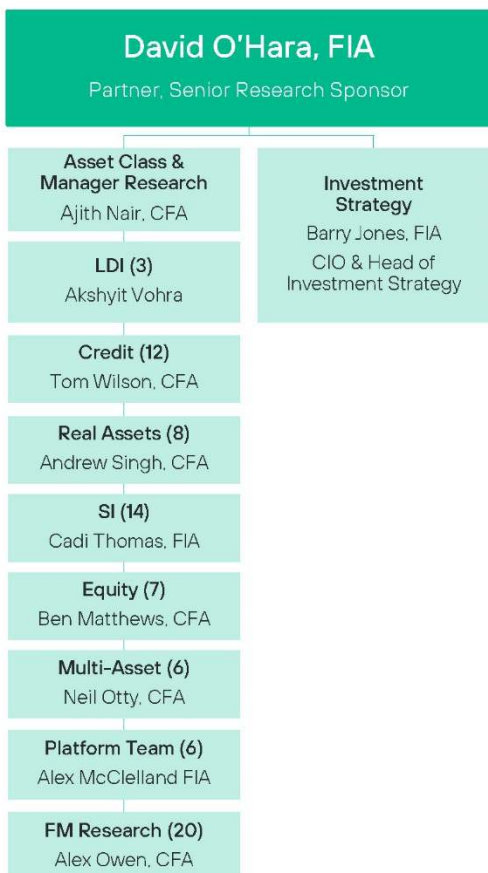 David O'Hara, FIA
Partner, Senior Research Sponsor
Asset Class &
Manager Research
Ajith Nair, CFA
LDI (3)
Akshyit Vohra
Credit (12)
Tom Wilson, CFA
Real Assets (8)
Andrew Singh, CFA
SI (14)
Cadi Thomas, FIA
Equity (7)
Ben Matthews, CFA
Multi-Asset (6)
Neil Otty, CFA
Platform Team (6)
Alex McClelland FIA
FM Research (20)
Alex Owen, CFA
Investment
Strategy
Barry Jones, FIA
CIO & Head of
Investment Strategy